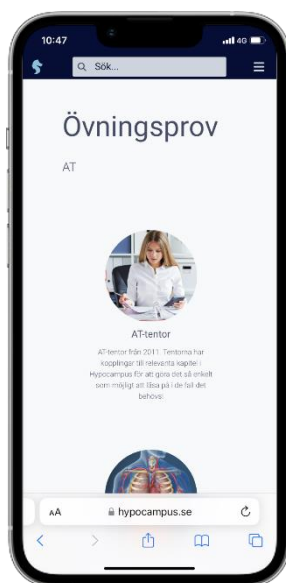 10:47
4G
Sök...
Övningsprov
AT
AT-tentor
AT-tentor från 2011. Tentorna har
kopplingar till relevanta kapitel i
Hypocampus för att göra det så enkelt
som möjligt att läsa på i de fall det
behövs.
AA
hypocampus.se